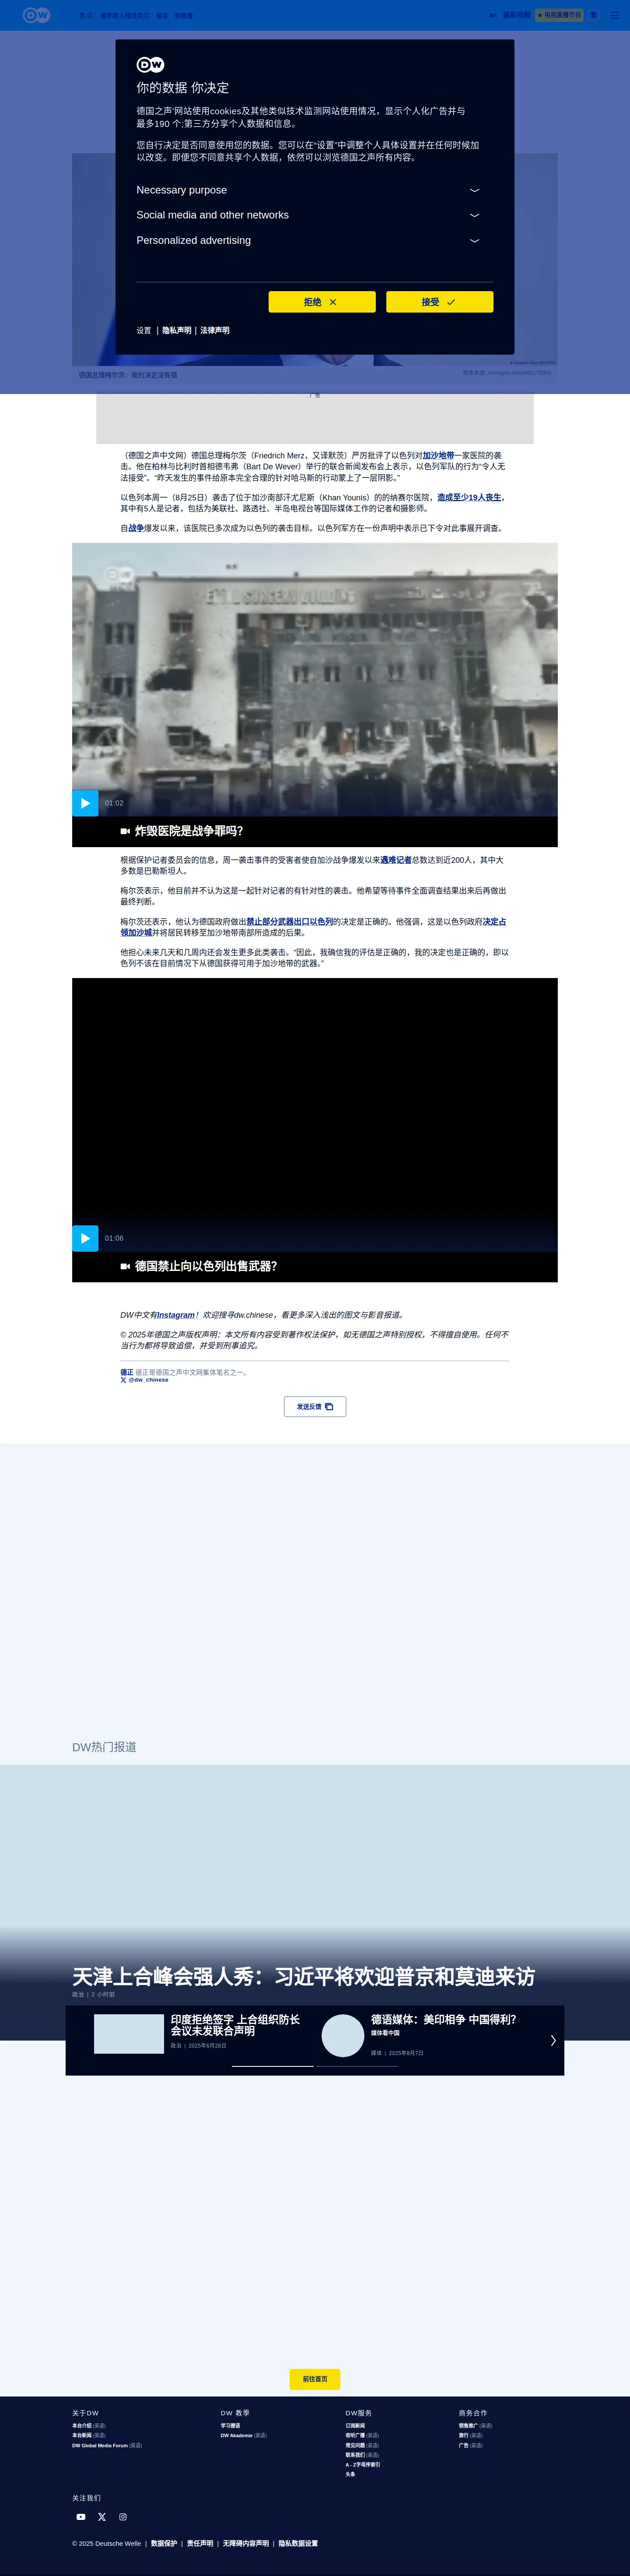 DW
热点
最新视频
电视直播节目
繁
DW
你的数据 你决定
德国之声'网站使用cookies及其他类似技术监测网站使用情况，显示个人化广告并与
最多190 个;第三方分享个人数据和信息。
您自行决定是否同意使用您的数据。您可以在“设置”中调整个人具体设置并在任何时候加
以改变。即便您不同意共享个人数据，依然可以浏览德国之声所有内容。
Necessary purpose
Social media and other networks
Personalized advertising
拒绝
接受
设置 | 隐私声明 | 法律声明
德国总理梅尔茨：我的决定没有错
广告
（德国之声中文网）德国总理梅尔茨（Friedrich Merz，又译默茨）严厉批评了以色列对加沙地带一家医院的袭
击。他在柏林与比利时首相德韦弗（Bart De Wever）举行的联合新闻发布会上表示，以色列军队的行为“令人无
法接受”。“昨天发生的事件给原本完全合理的针对哈马斯的行动蒙上了一层阴影。”
以色列本周一（8月25日）袭击了位于加沙南部汗尤尼斯（Khan Younis）的的纳赛尔医院，造成至少19人丧生，
其中有5人是记者，包括为美联社、路透社、半岛电视台等国际媒体工作的记者和摄影师。
自战争爆发以来，该医院已多次成为以色列的袭击目标。以色列军方在一份声明中表示已下令对此事展开调查。
01:02
炸毁医院是战争罪吗？
根据保护记者委员会的信息，周一袭击事件的受害者使自加沙战争爆发以来遇难记者总数达到近200人，其中大
多数是巴勒斯坦人。
梅尔茨表示，他目前并不认为这是一起针对记者的有针对性的袭击。他希望等待事件全面调查结果出来后再做出
最终判断。
梅尔茨还表示，他认为德国政府做出禁止部分武器出口以色列的决定是正确的。他强调，这是以色列政府决定占
领加沙城并将居民转移至加沙地带南部所造成的后果。
他担心未来几天和几周内还会发生更多此类袭击。“因此，我确信我的评估是正确的，我的决定也是正确的，即以
色列不该在目前情况下从德国获得可用于加沙地带的武器。”
01:06
德国禁止向以色列出售武器？
DW中文有Instagram！欢迎搜寻dw.chinese，看更多深入浅出的图文与影音报道。
© 2025年德国之声版权声明：本文所有内容受到著作权法保护，如无德国之声特别授权，不得擅自使用。任何不
当行为都将导致追偿，并受到刑事追究。
德正 德正是德国之声中文网集体笔名之一。
@dw_chinese
发送反馈
DW热门报道
天津上合峰会强人秀：习近平将欢迎普京和莫迪来访
政治 | 2 小时前
印度拒绝签字 上合组织防长
会议未发联合声明
政治 | 2025年6月26日
德语媒体：美印相争 中国得利？
媒体看中国
媒体 | 2025年8月7日
前往首页
关于DW
本台介绍 (英语)
本台新闻 (英语)
DW Global Media Forum (英语)
DW 教學
学习德语
DW Akademie (英语)
DW服务
订阅新闻
收听广播 (英语)
常见问题 (英语)
联系我们 (英语)
A - Z字母序索引
头条
商务合作
销售推广 (英语)
旅行 (英语)
广告 (英语)
关注我们
© 2025 Deutsche Welle | 数据保护 | 责任声明 | 无障碍内容声明 | 隐私数据设置